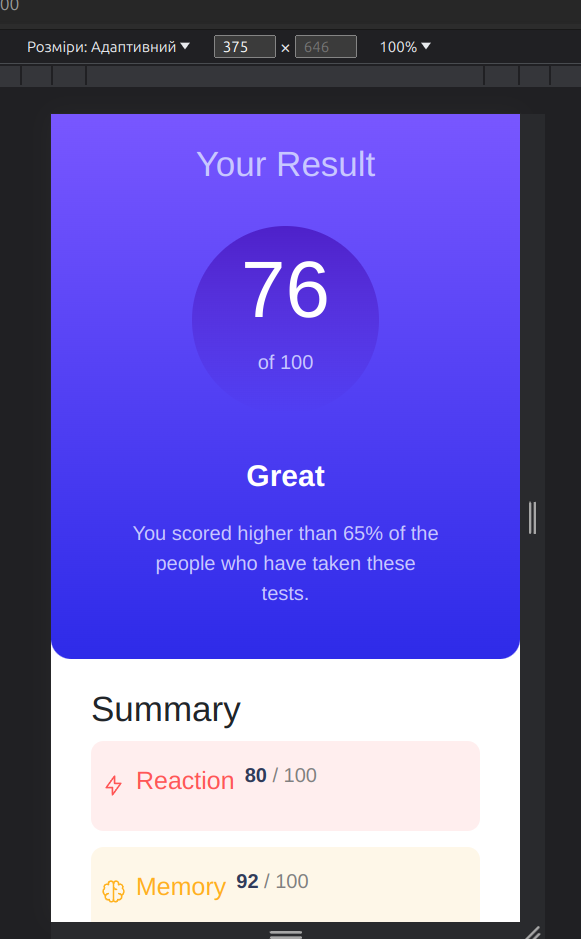 00
Розміри: Адаптивний 375 × 646 100%
Your Result
76
of 100
Great
You scored higher than 65% of the
people who have taken these
tests.
Summary
Reaction 80 / 100
Memory 92 / 100